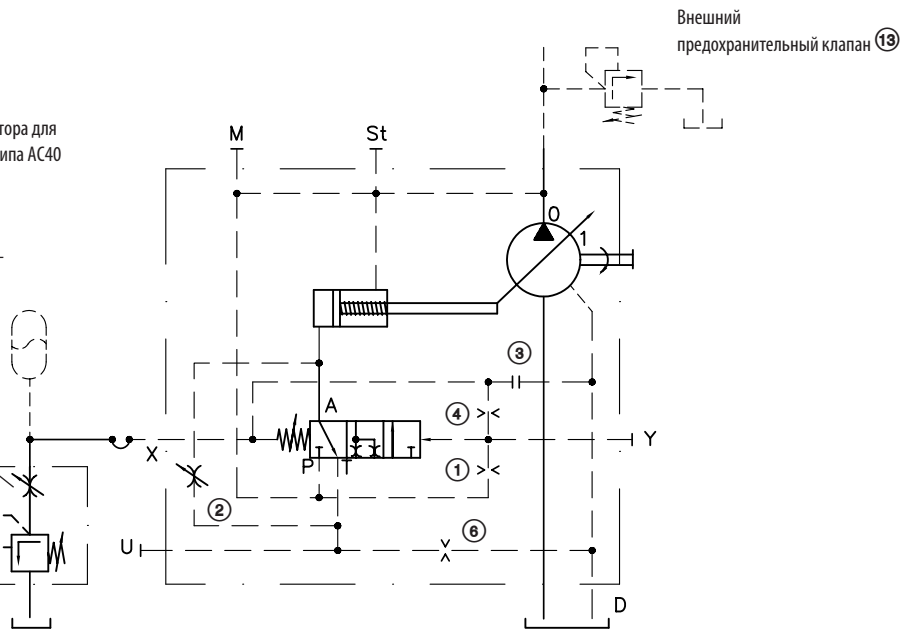 Внешний
предохранительный клапан 13
тора для
ипа AC40
M
St
0
1
3
A
4
Y
X
P
T
1
2
U
6
D